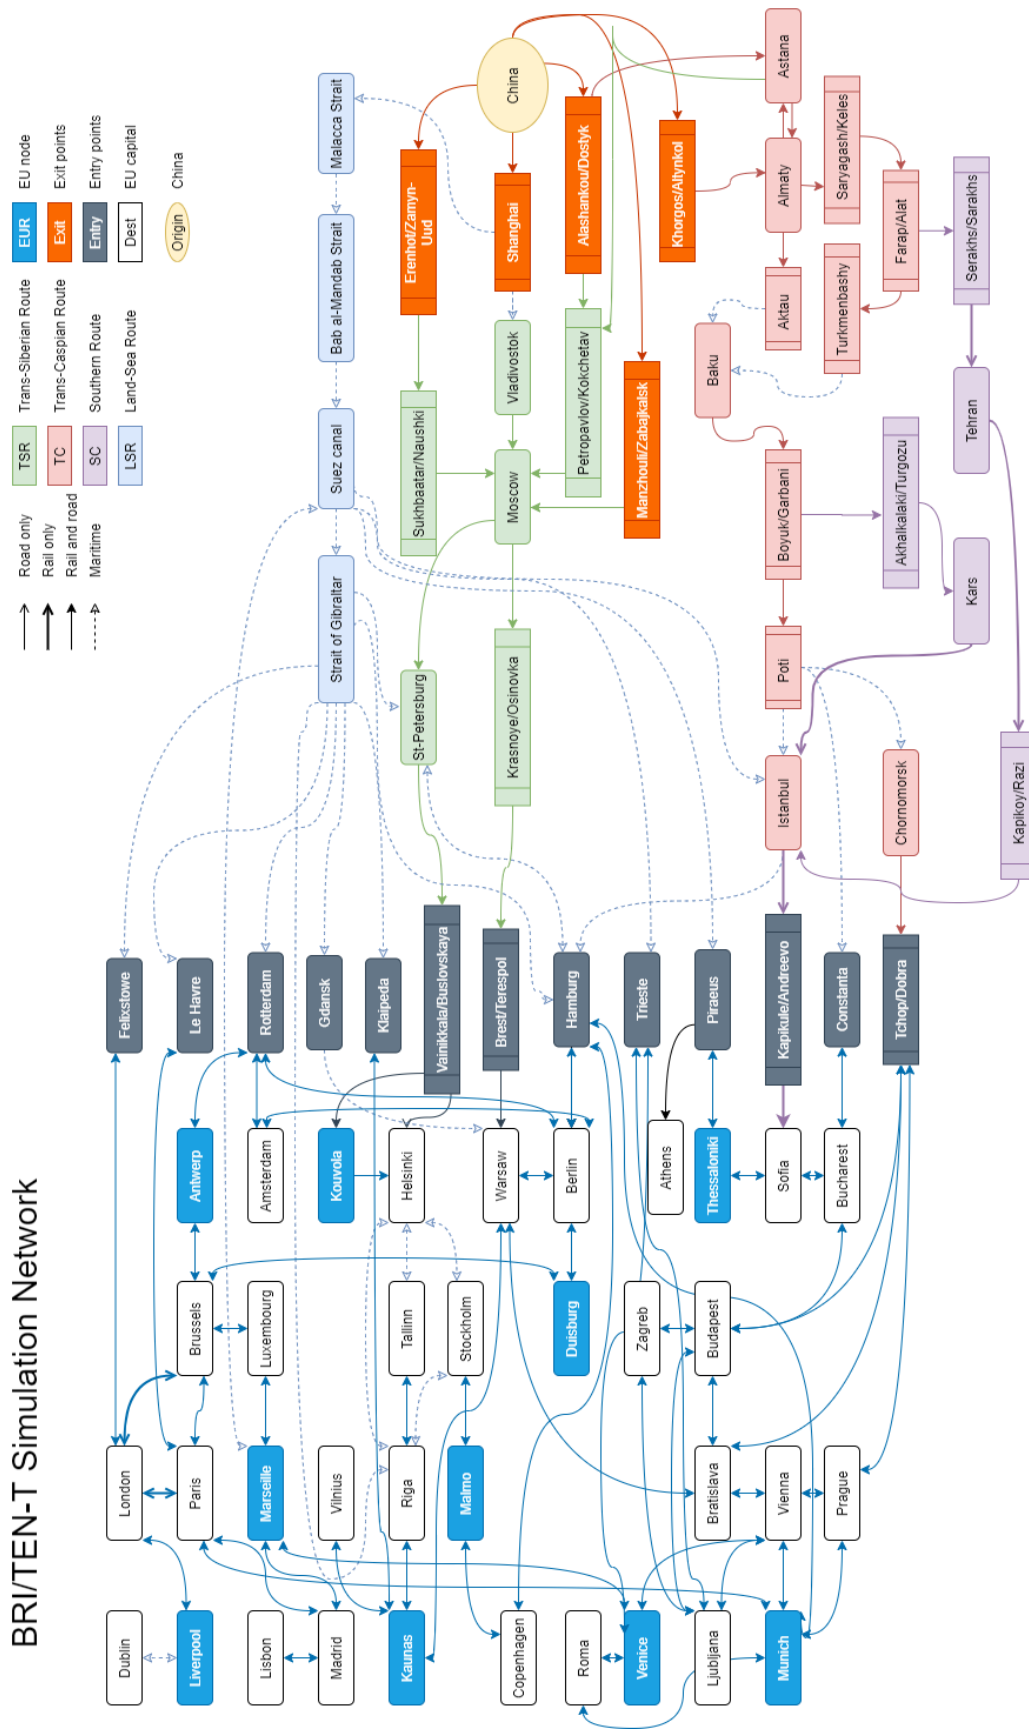 BRI/TEN-T Simulation Network
Road only
Rail only
Rail and road
Maritime
TSR
Trans-Siberian Route
TC
Trans-Caspian Route
SC
Southern Route
LSR
Land-Sea Route
EUR
EU node
Exit
Exit points
Entry
Entry points
Dest
EU capital
Origin
China
Dublin
London
Felixstowe
Liverpool
Paris
Brussels
Antwerp
Le Havre
Lisbon
Marseille
Luxembourg
Amsterdam
Rotterdam
Madrid
Vilnius
Kouvola
Gdansk
Strait of Gibraltar
Suez canal
Bab al-Mandab Strait
Malacca Strait
Kaunas
Riga
Tallinn
Helsinki
Klaipeda
Vainikkala/Buslovskaya
St-Petersburg
Sukhbaatar/Naushki
Erenhot/Zamyn-
Uud
Malmo
Stockholm
Copenhagen
Warsaw
Brest/Terespol
Krasnoye/Osinovka
Moscow
Vladivostok
Shanghai
China
Roma
Duisburg
Berlin
Hamburg
Petropavlov/Kokchetav
Alashankou/Dostyk
Venice
Zagreb
Athens
Trieste
Manzhouli/Zabajkalsk
Khorgos/Altynkol
Ljubljana
Bratislava
Budapest
Thessaloniki
Piraeus
Baku
Munich
Vienna
Sofia
Kapikule/Andreevo
Istanbul
Poti
Boyuk/Garbani
Aktau
Almaty
Astana
Prague
Bucharest
Constanta
Turkmenbashy
Saryagash/Keles
Tchop/Dobra
Chornomorsk
Akhalkalaki/Turgozu
Farap/Alat
Kars
Tehran
Serakhs/Sarakhs
Kapikoy/Razi